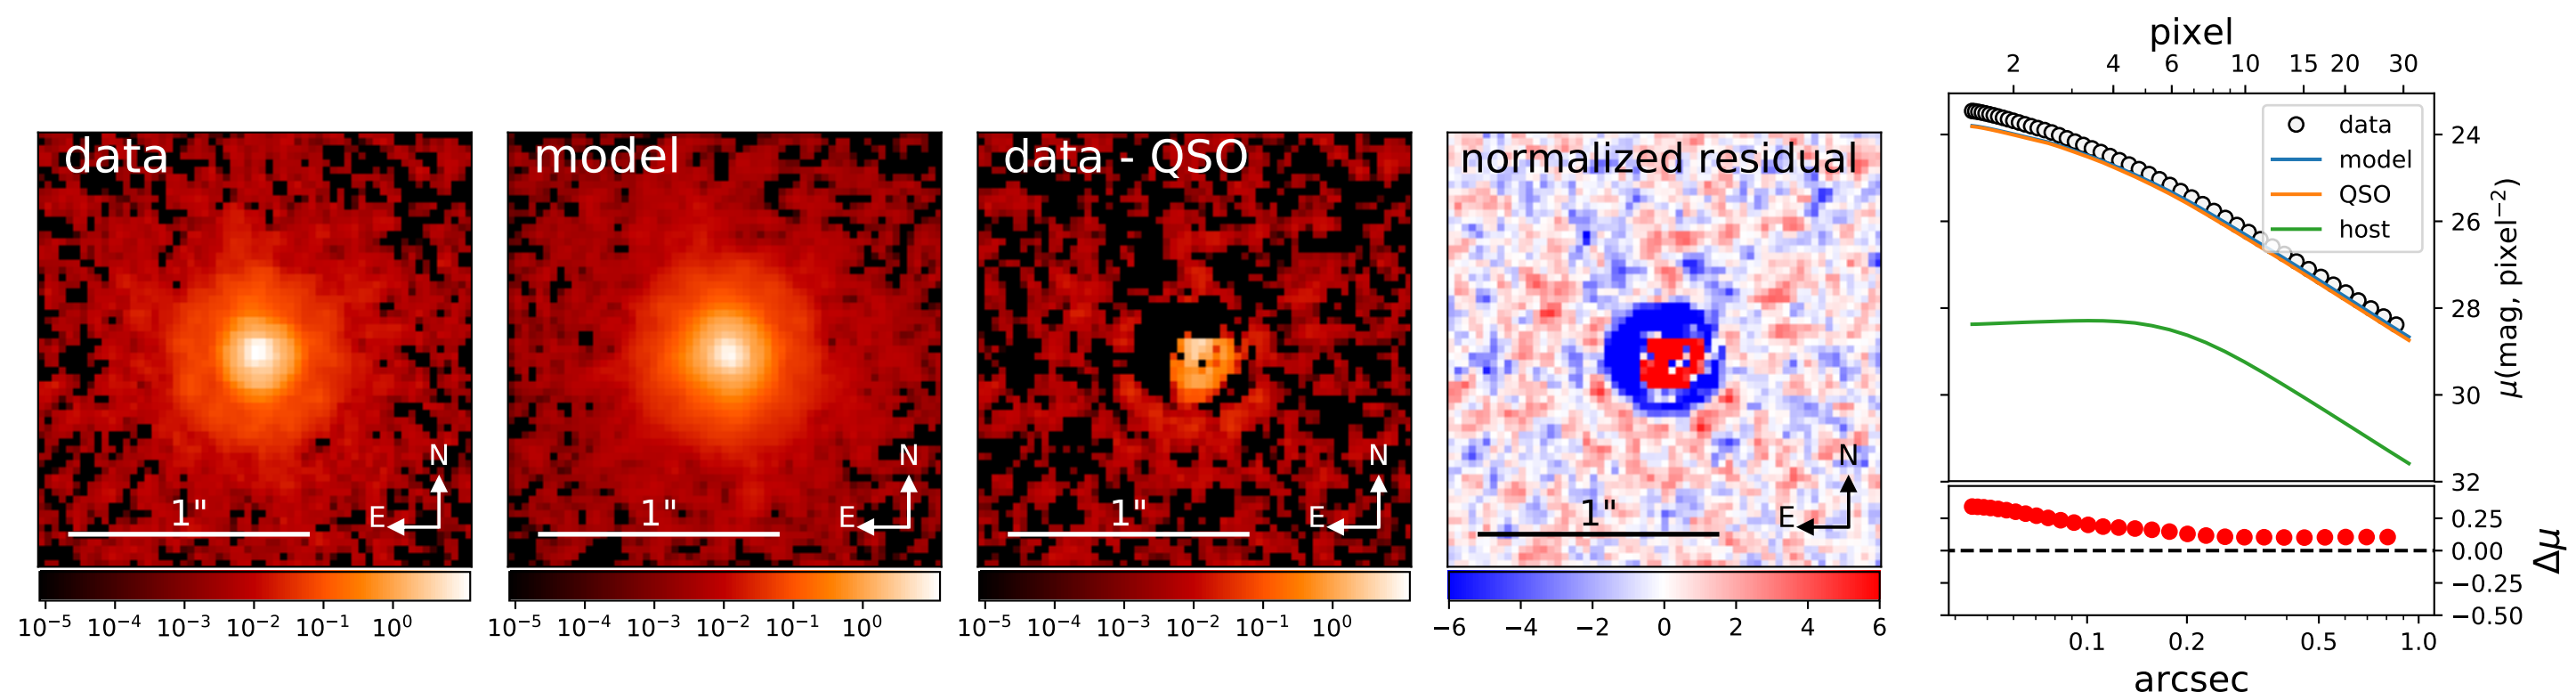 data
1"
N
E
10⁻⁵ 10⁻⁴ 10⁻³ 10⁻² 10⁻¹ 10⁰
model
1"
N
E
10⁻⁵ 10⁻⁴ 10⁻³ 10⁻² 10⁻¹ 10⁰
data - QSO
1"
N
E
10⁻⁵ 10⁻⁴ 10⁻³ 10⁻² 10⁻¹ 10⁰
normalized residual
1"
N
E
−6 −4 −2 0 2 4 6
pixel
2 4 6 10 15 20 30
data
model
QSO
host
24
26
28
30
32
μ(mag, pixel⁻²)
0.25
0.00
−0.25
−0.50
Δμ
0.1 0.2 0.5 1.0
arcsec